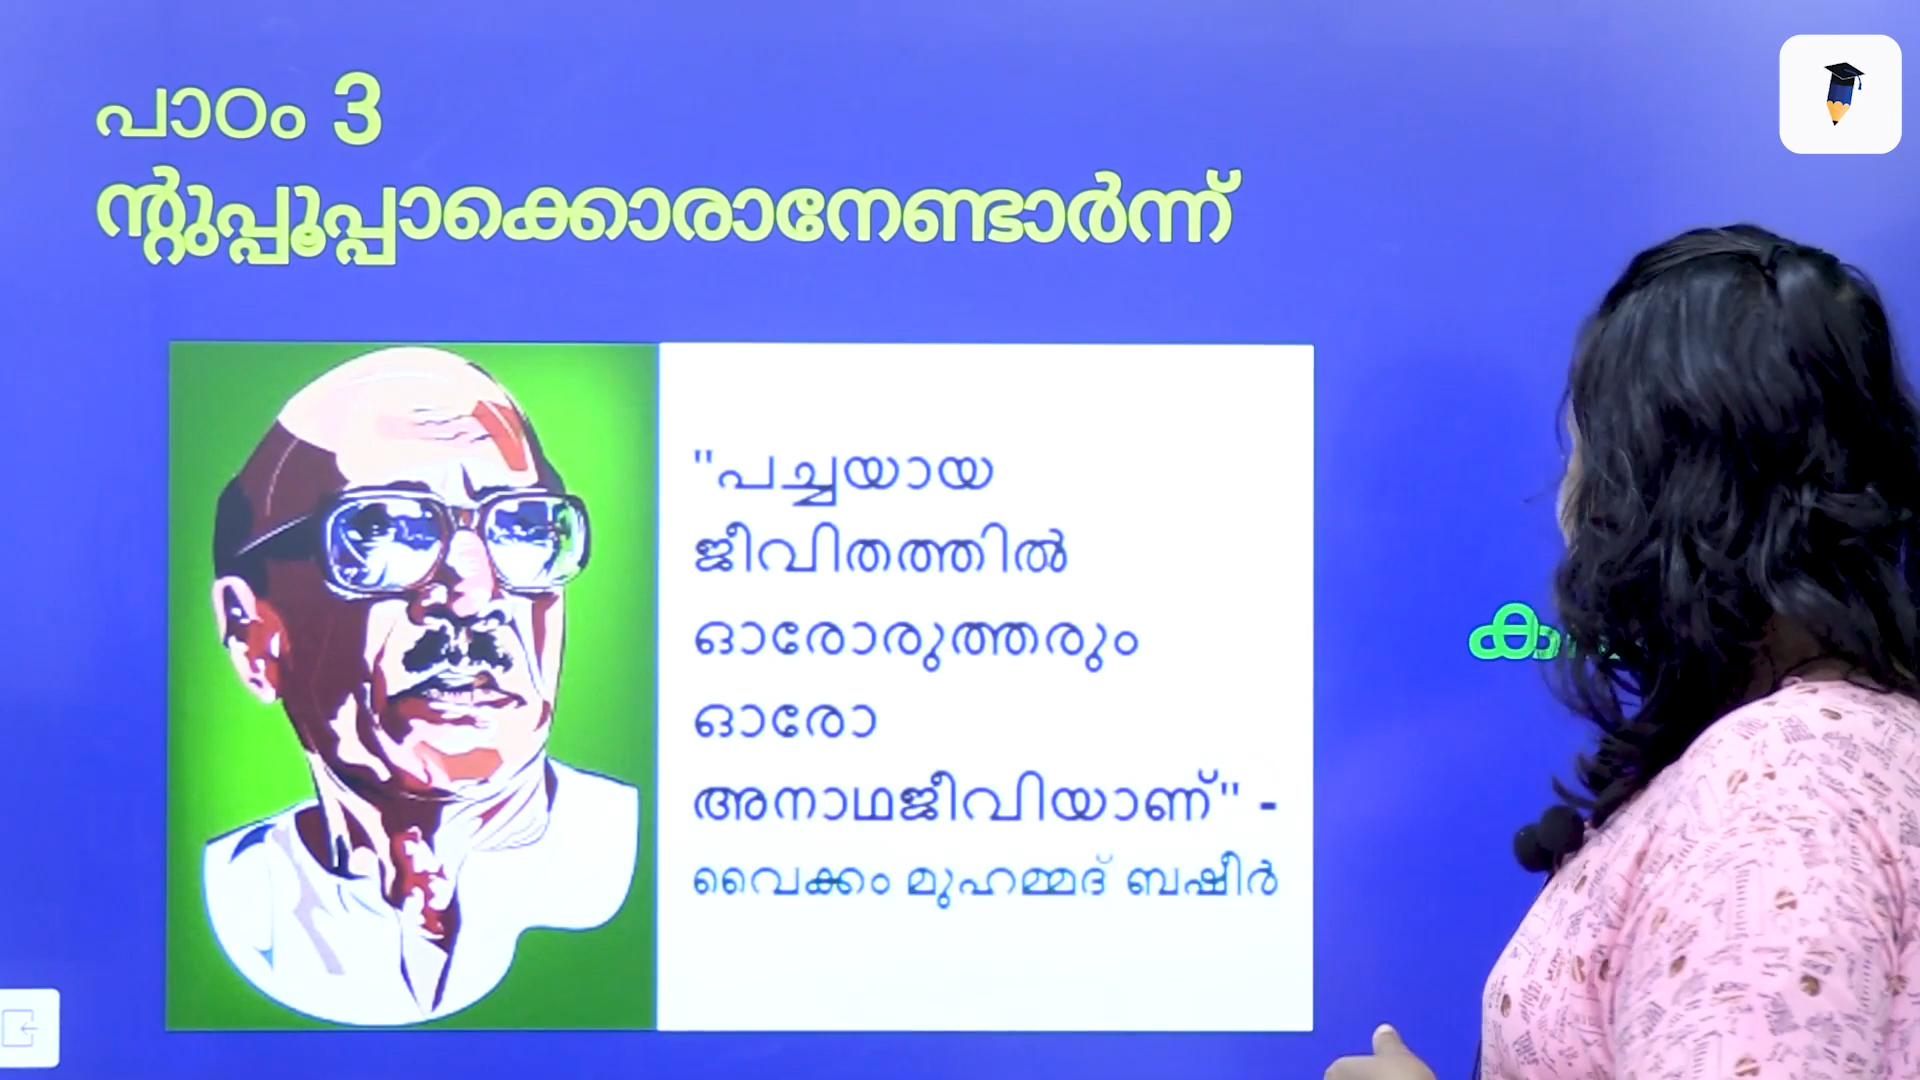 പാഠം 3
ന്റുപ്പൂപ്പാക്കൊരാനേണ്ടാർന്ന്
"പച്ചയായ
ജീവിതത്തിൽ
ഓരോരുത്തരും
ഓരോ
അനാഥജീവിയാണ്" -
വൈക്കം മുഹമ്മദ് ബഷീർ